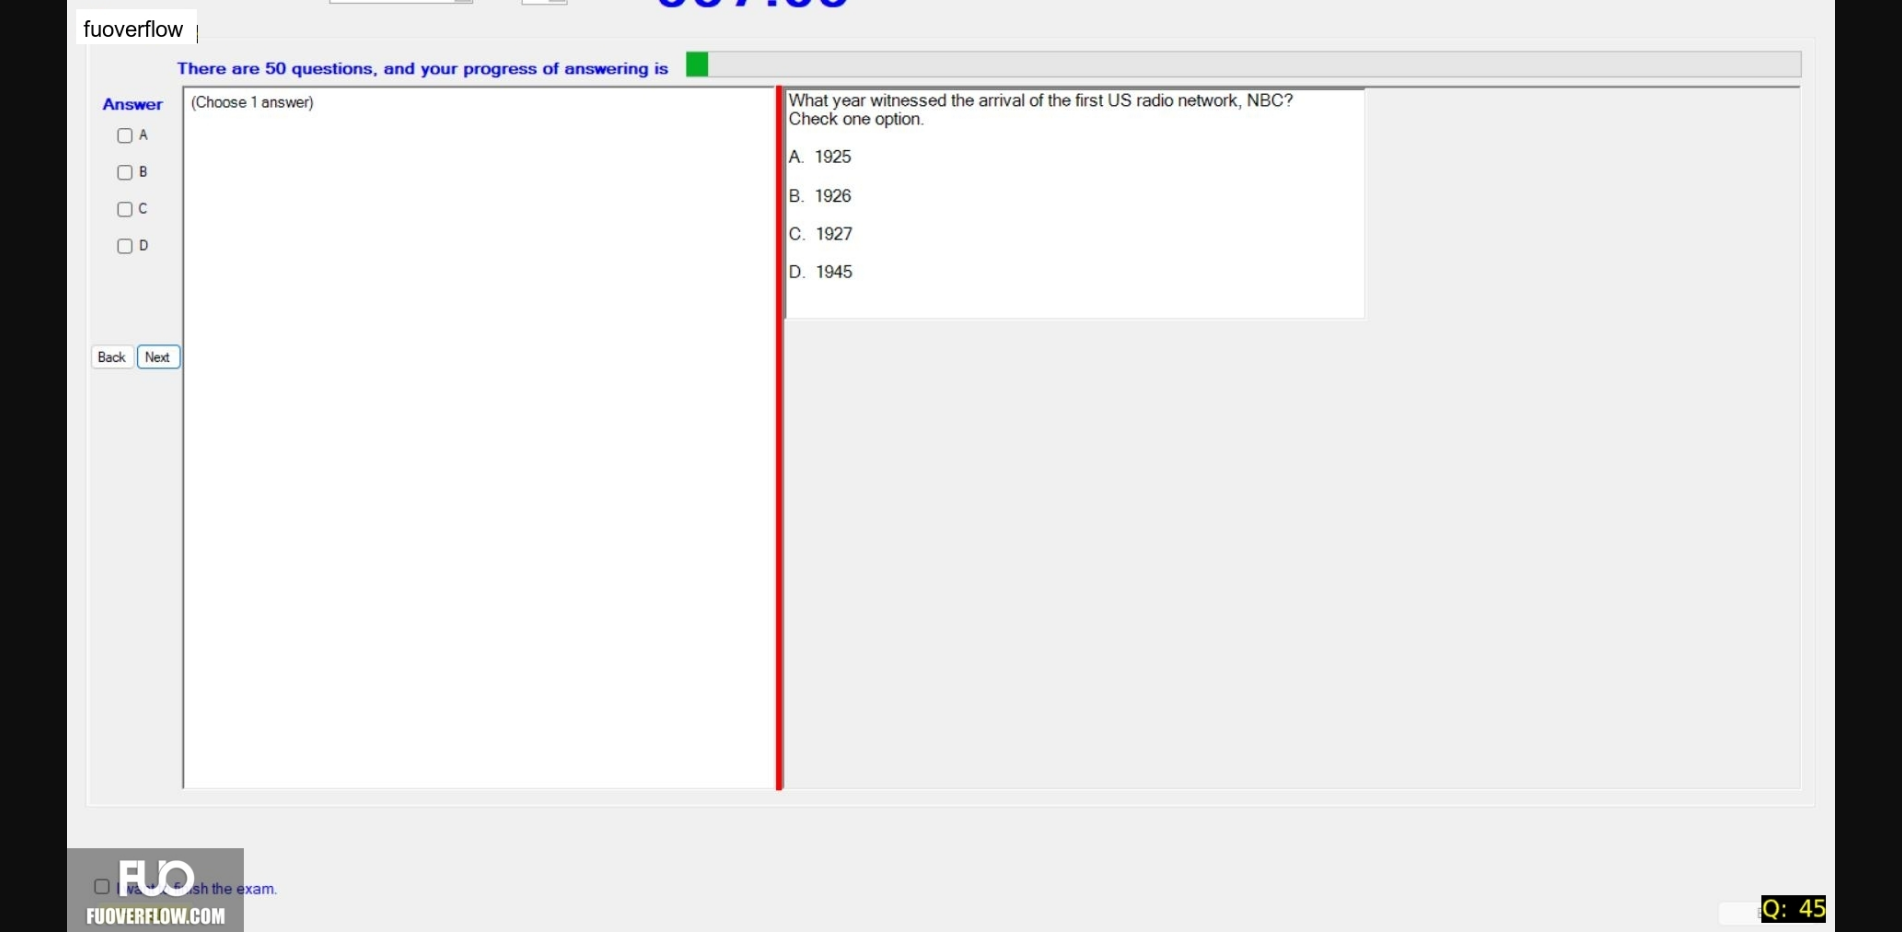 fuoverflow
There are 50 questions, and your progress of answering is
Answer
(Choose 1 answer)
A
B
C
D
Back Next
What year witnessed the arrival of the first US radio network, NBC?
Check one option.
A. 1925
B. 1926
C. 1927
D. 1945
FUO
sh the exam.
FUOVERFLOW.COM
Q: 45